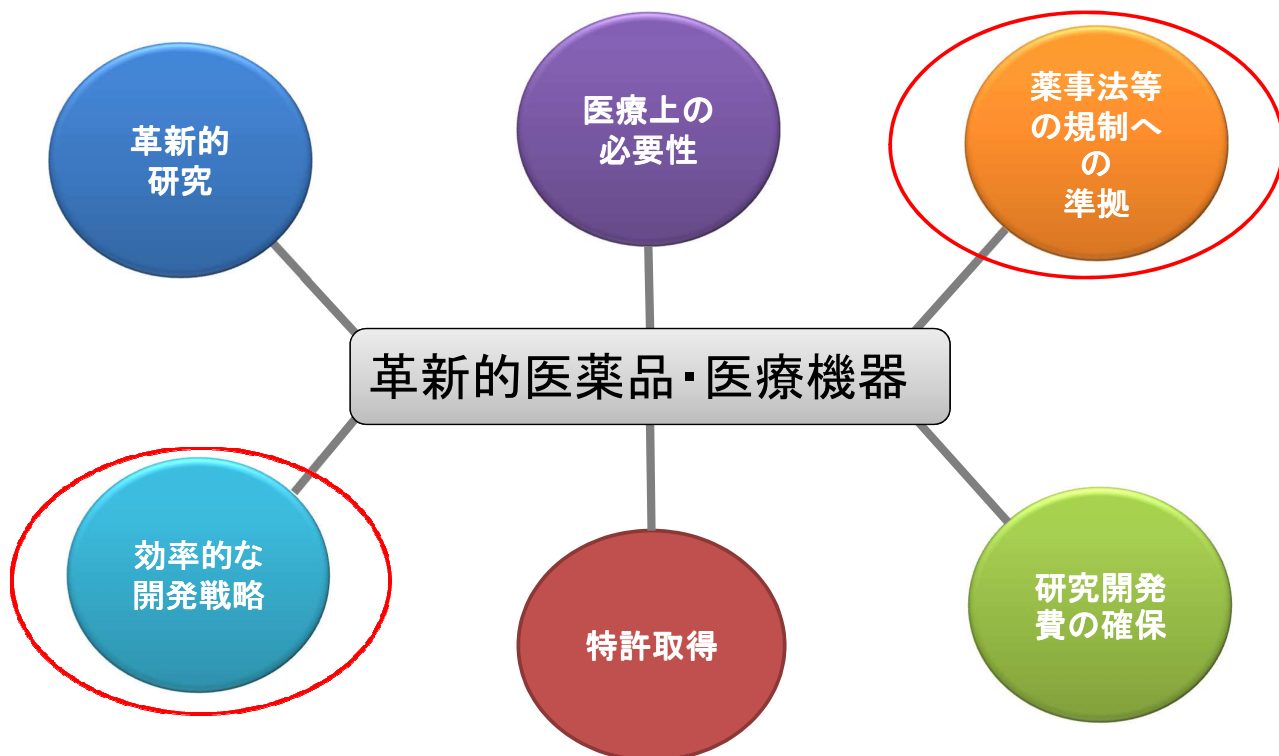 革新的
研究
医療上の
必要性
薬事法等
の規制へ
の
準拠
革新的医薬品・医療機器
効率的な
開発戦略
特許取得
研究開発
費の確保